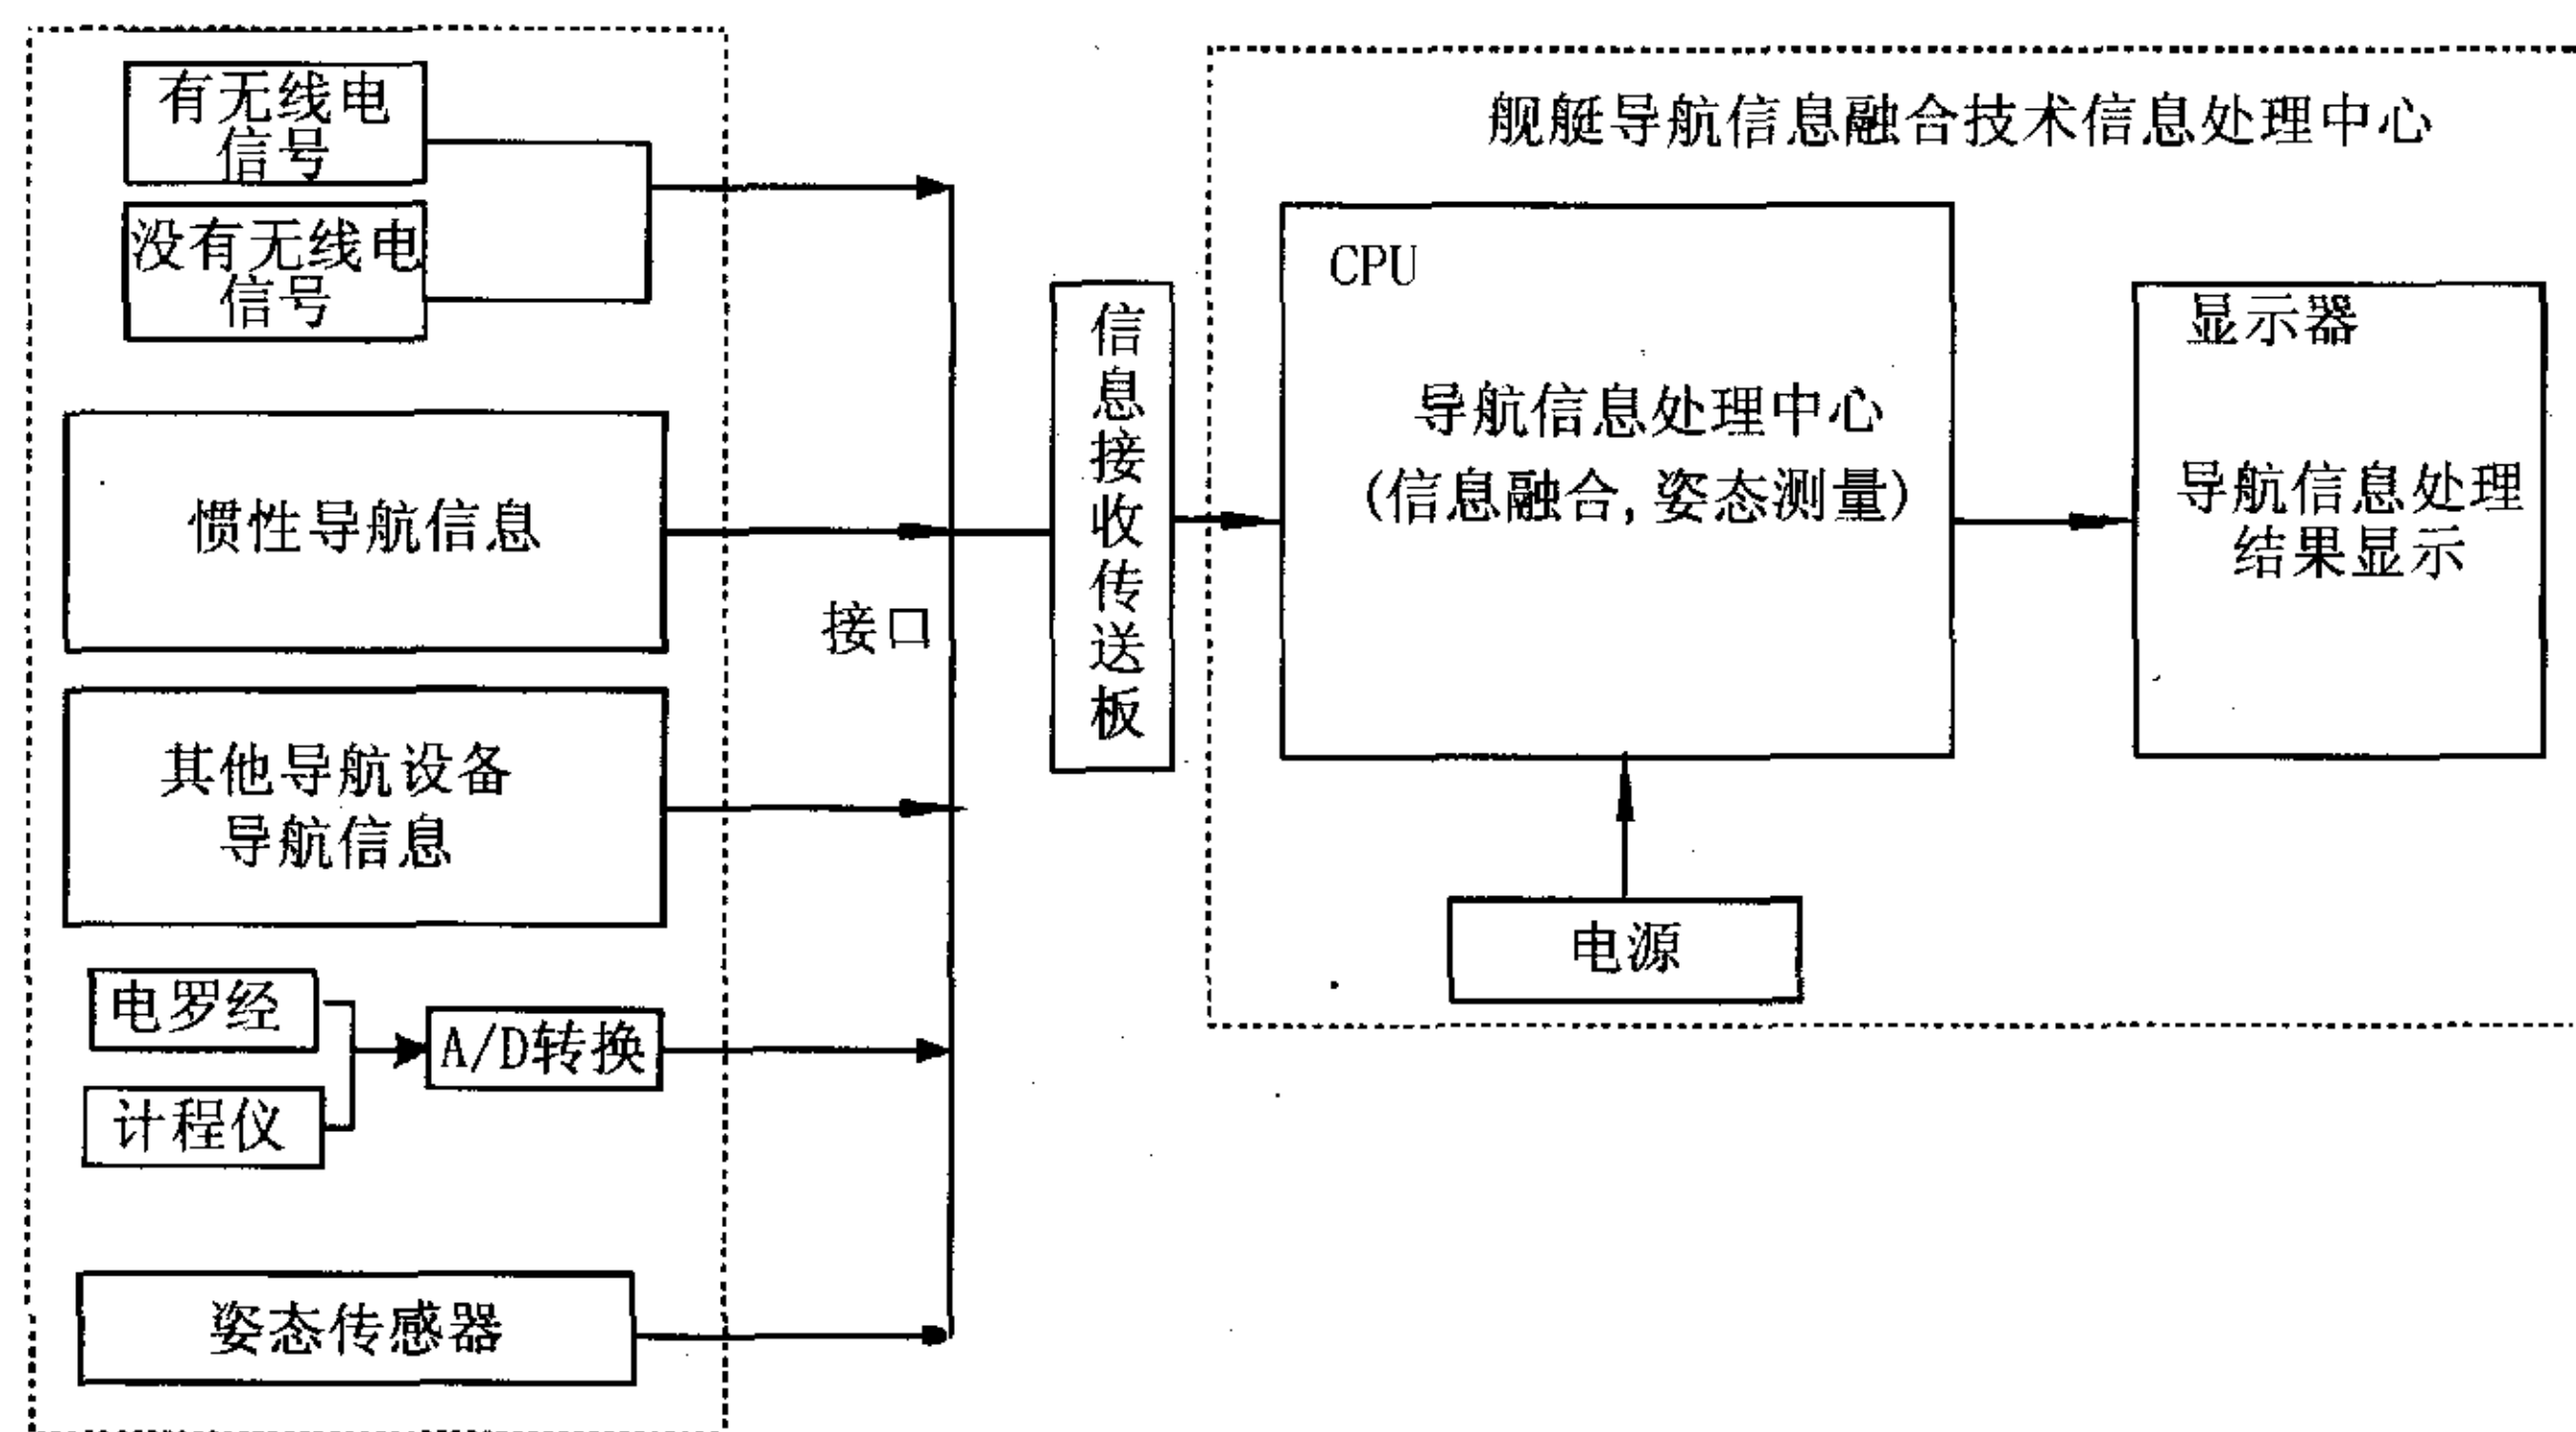 有无线电
信号
没有无线电
信号
惯性导航信息
其他导航设备
导航信息
电罗经
计程仪
A/D转换
姿态传感器
接口
信息接收传送板
舰艇导航信息融合技术信息处理中心
CPU
导航信息处理中心
(信息融合,姿态测量)
电源
显示器
导航信息处理
结果显示